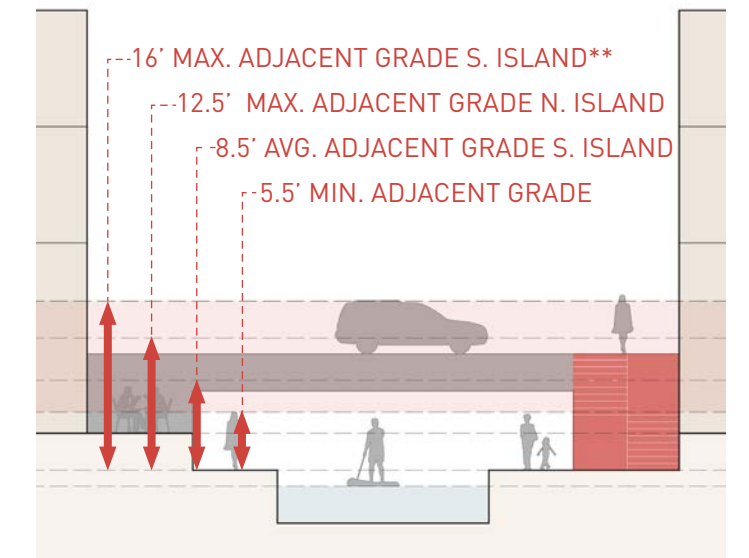 16’ MAX. ADJACENT GRADE S. ISLAND**
12.5’ MAX. ADJACENT GRADE N. ISLAND
8.5’ AVG. ADJACENT GRADE S. ISLAND
5.5’ MIN. ADJACENT GRADE